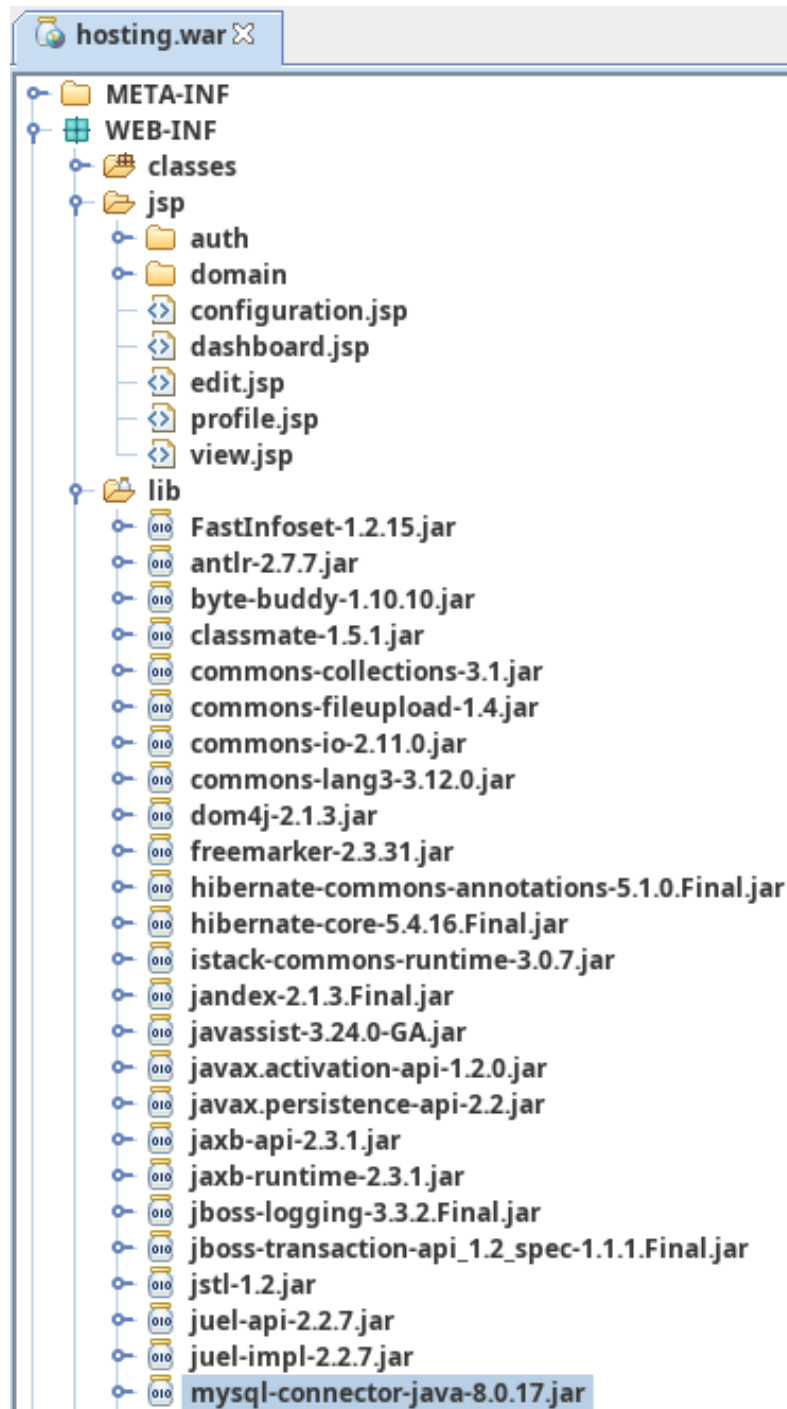 hosting.war
META-INF
WEB-INF
classes
jsp
auth
domain
configuration.jsp
dashboard.jsp
edit.jsp
profile.jsp
view.jsp
lib
FastInfoset-1.2.15.jar
antlr-2.7.7.jar
byte-buddy-1.10.10.jar
classmate-1.5.1.jar
commons-collections-3.1.jar
commons-fileupload-1.4.jar
commons-io-2.11.0.jar
commons-lang3-3.12.0.jar
dom4j-2.1.3.jar
freemarker-2.3.31.jar
hibernate-commons-annotations-5.1.0.Final.jar
hibernate-core-5.4.16.Final.jar
istack-commons-runtime-3.0.7.jar
jandex-2.1.3.Final.jar
javassist-3.24.0-GA.jar
javax.activation-api-1.2.0.jar
javax.persistence-api-2.2.jar
jaxb-api-2.3.1.jar
jaxb-runtime-2.3.1.jar
jboss-logging-3.3.2.Final.jar
jboss-transaction-api_1.2_spec-1.1.1.Final.jar
jstl-1.2.jar
juel-api-2.2.7.jar
juel-impl-2.2.7.jar
mysql-connector-java-8.0.17.jar